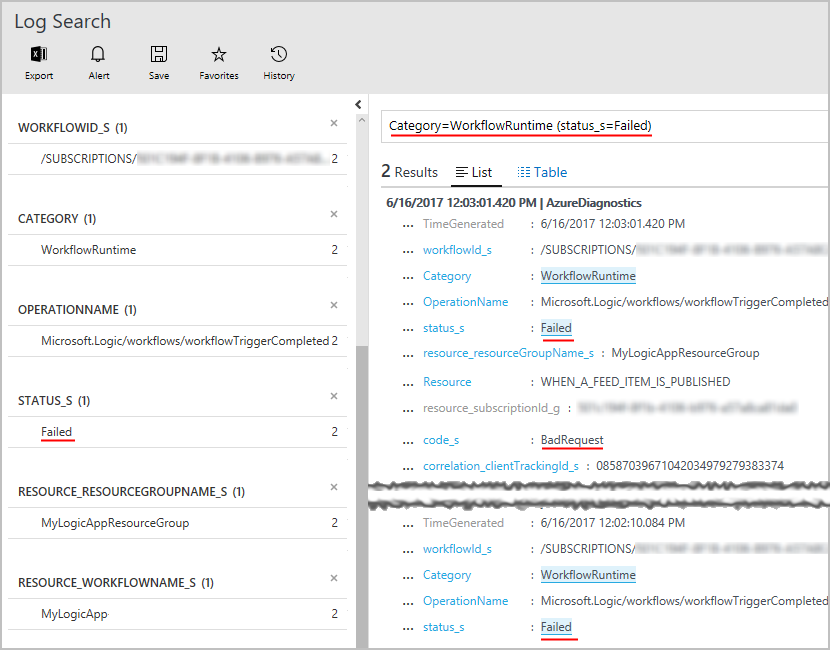 Log Search
Export Alert Save Favorites History
WORKFLOWID_S (1)
/SUBSCRIPTIONS/ 2
CATEGORY (1)
WorkflowRuntime 2
OPERATIONNAME (1)
Microsoft.Logic/workflows/workflowTriggerCompleted 2
STATUS_S (1)
Failed 2
RESOURCE_RESOURCEGROUPNAME_S (1)
MyLogicAppResourceGroup 2
RESOURCE_WORKFLOWNAME_S (1)
MyLogicApp 2
Category=WorkflowRuntime (status_s=Failed)
2 Results List Table
6/16/2017 12:03:01.420 PM | AzureDiagnostics
... TimeGenerated : 6/16/2017 12:03:01.420 PM
... workflowId_s : /SUBSCRIPTIONS/
... Category : WorkflowRuntime
... OperationName : Microsoft.Logic/workflows/workflowTriggerCompleted
... status_s : Failed
... resource_resourceGroupName_s : MyLogicAppResourceGroup
... Resource : WHEN_A_FEED_ITEM_IS_PUBLISHED
... resource_subscriptionId_g :
... code_s : BadRequest
... correlation_clientTrackingId_s : 08587039671042034979279383374
... TimeGenerated : 6/16/2017 12:02:10.084 PM
... workflowId_s : /SUBSCRIPTIONS/
... Category : WorkflowRuntime
... OperationName : Microsoft.Logic/workflows/workflowTriggerCompleted
... status_s : Failed